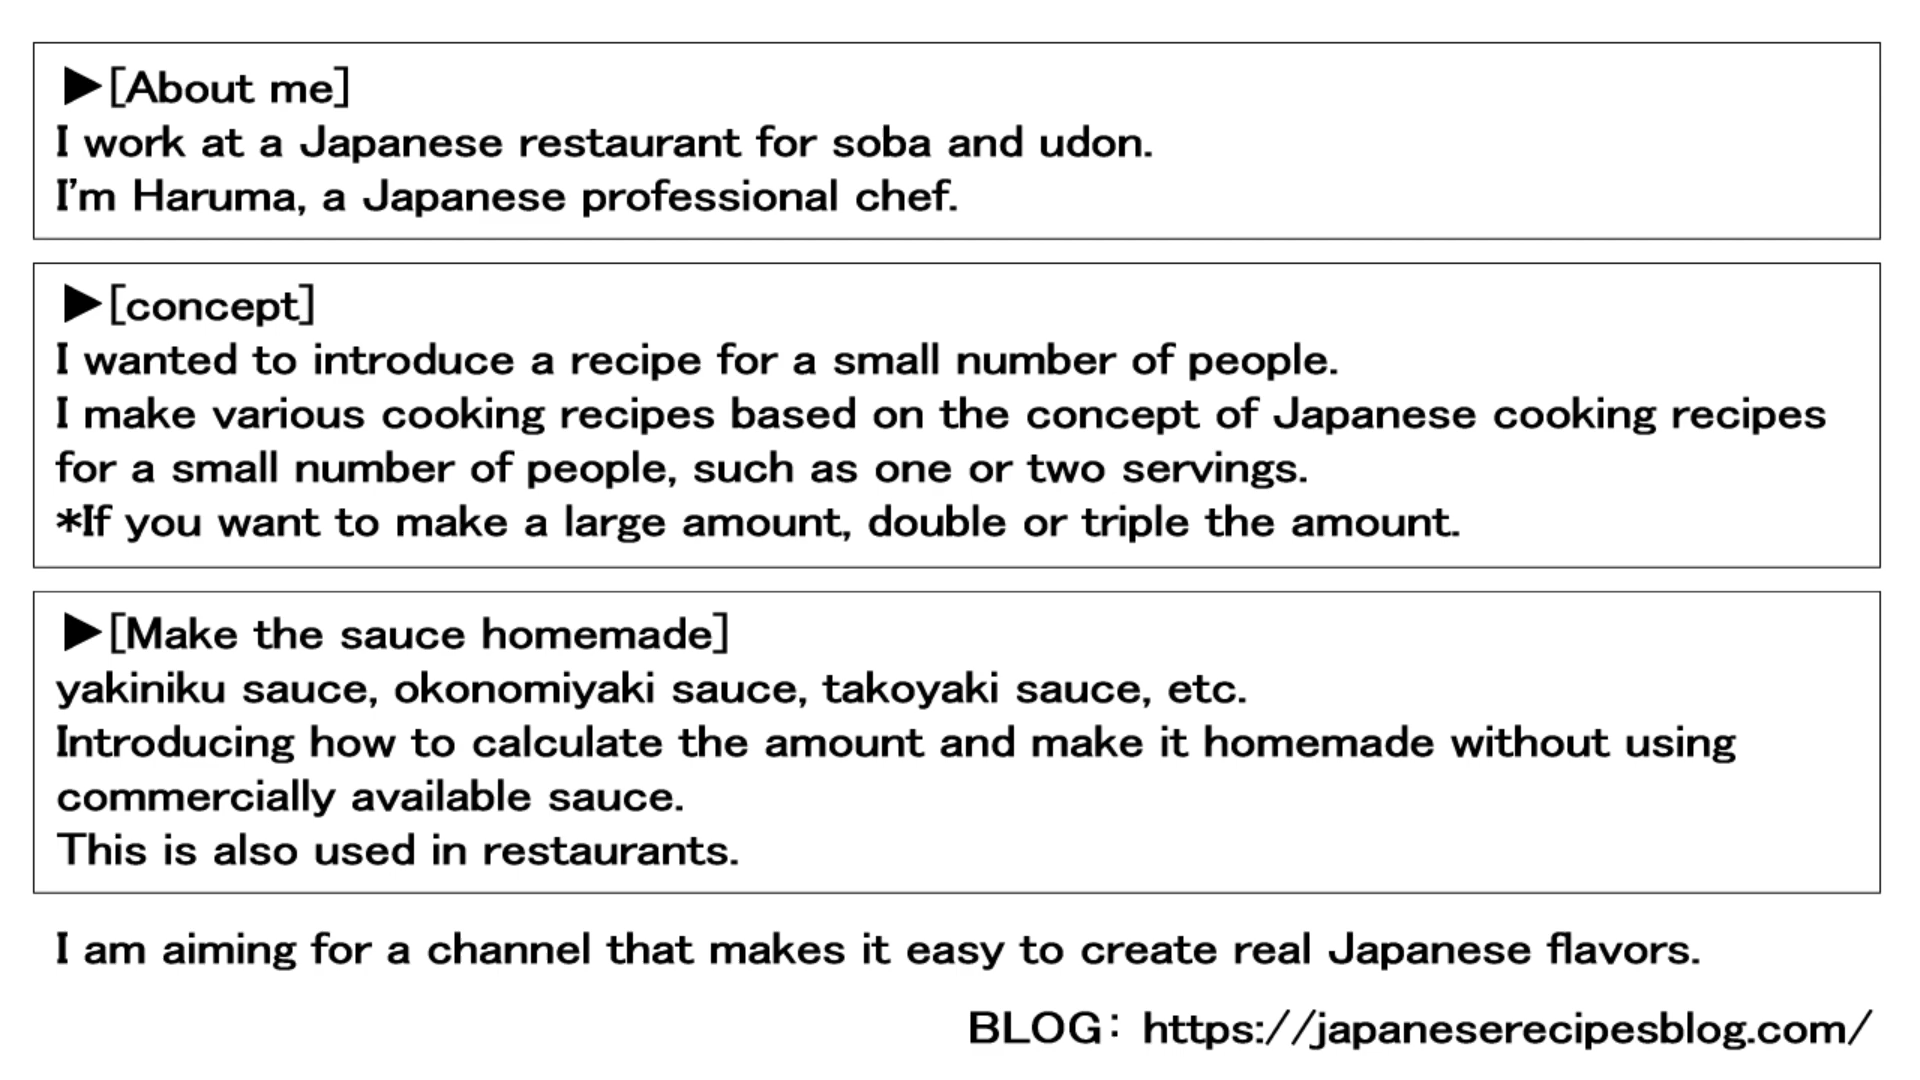 ▶[About me]
I work at a Japanese restaurant for soba and udon.
I'm Haruma, a Japanese professional chef.
▶[concept]
I wanted to introduce a recipe for a small number of people.
I make various cooking recipes based on the concept of Japanese cooking recipes
for a small number of people, such as one or two servings.
*If you want to make a large amount, double or triple the amount.
▶[Make the sauce homemade]
yakiniku sauce, okonomiyaki sauce, takoyaki sauce, etc.
Introducing how to calculate the amount and make it homemade without using
commercially available sauce.
This is also used in restaurants.
I am aiming for a channel that makes it easy to create real Japanese flavors.
BLOG: https://japaneserecipesblog.com/